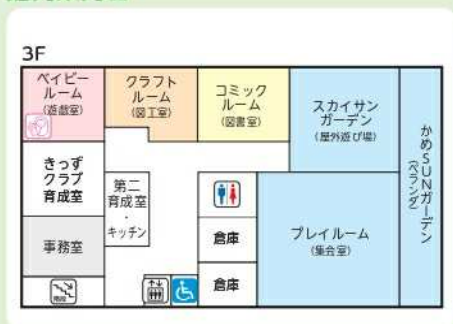 3F
ベイビー
ルーム
(遊戯室)
クラフト
ルーム
(図工室)
コミック
ルーム
(図書室)
スカイサン
ガーデン
(屋外遊び場)
かめSUNガーデン
(ベランダ)
きっず
クラブ
育成室
第二
育成室
・
キッチン
倉庫
プレイルーム
(集会室)
事務室
倉庫